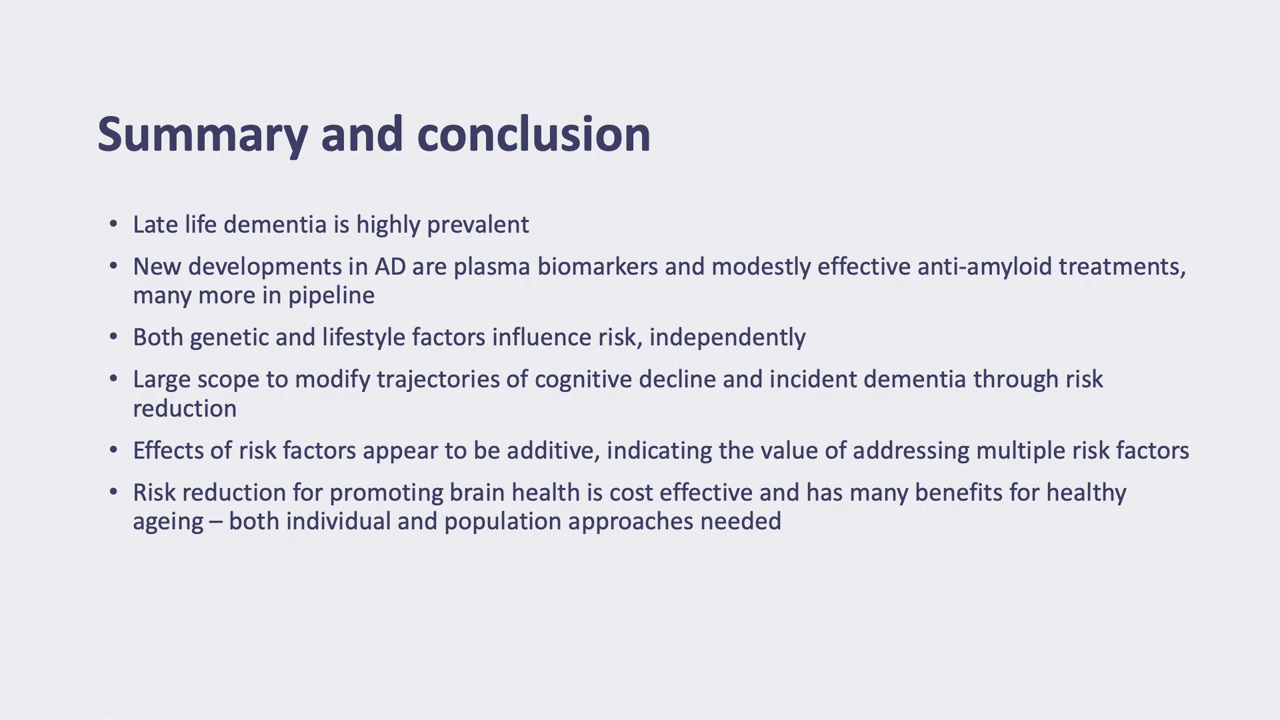 Summary and conclusion
• Late life dementia is highly prevalent
• New developments in AD are plasma biomarkers and modestly effective anti-amyloid treatments,
many more in pipeline
• Both genetic and lifestyle factors influence risk, independently
• Large scope to modify trajectories of cognitive decline and incident dementia through risk
reduction
• Effects of risk factors appear to be additive, indicating the value of addressing multiple risk factors
• Risk reduction for promoting brain health is cost effective and has many benefits for healthy
ageing – both individual and population approaches needed